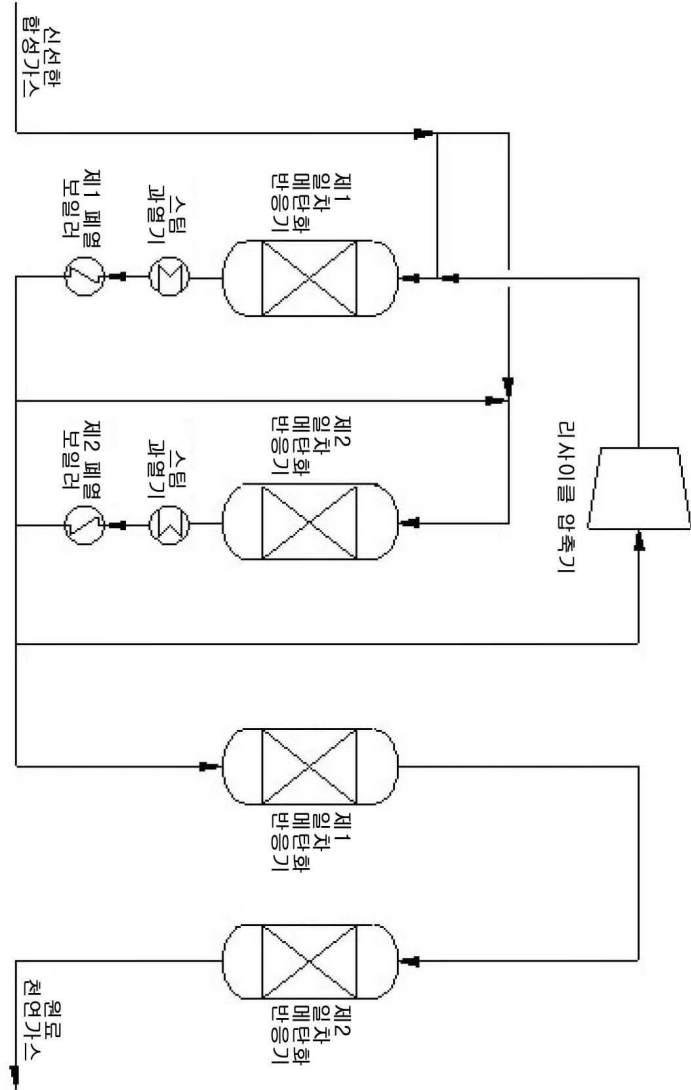 신선한
합성가스
제1
일차
메탄화
반응기
스팀
과열기
제1 폐열
보일러
제2
일차
메탄화
반응기
스팀
과열기
제2 폐열
보일러
리사이클 압축기
제1
일차
메탄화
반응기
제2
일차
메탄화
반응기
원료
천연가스